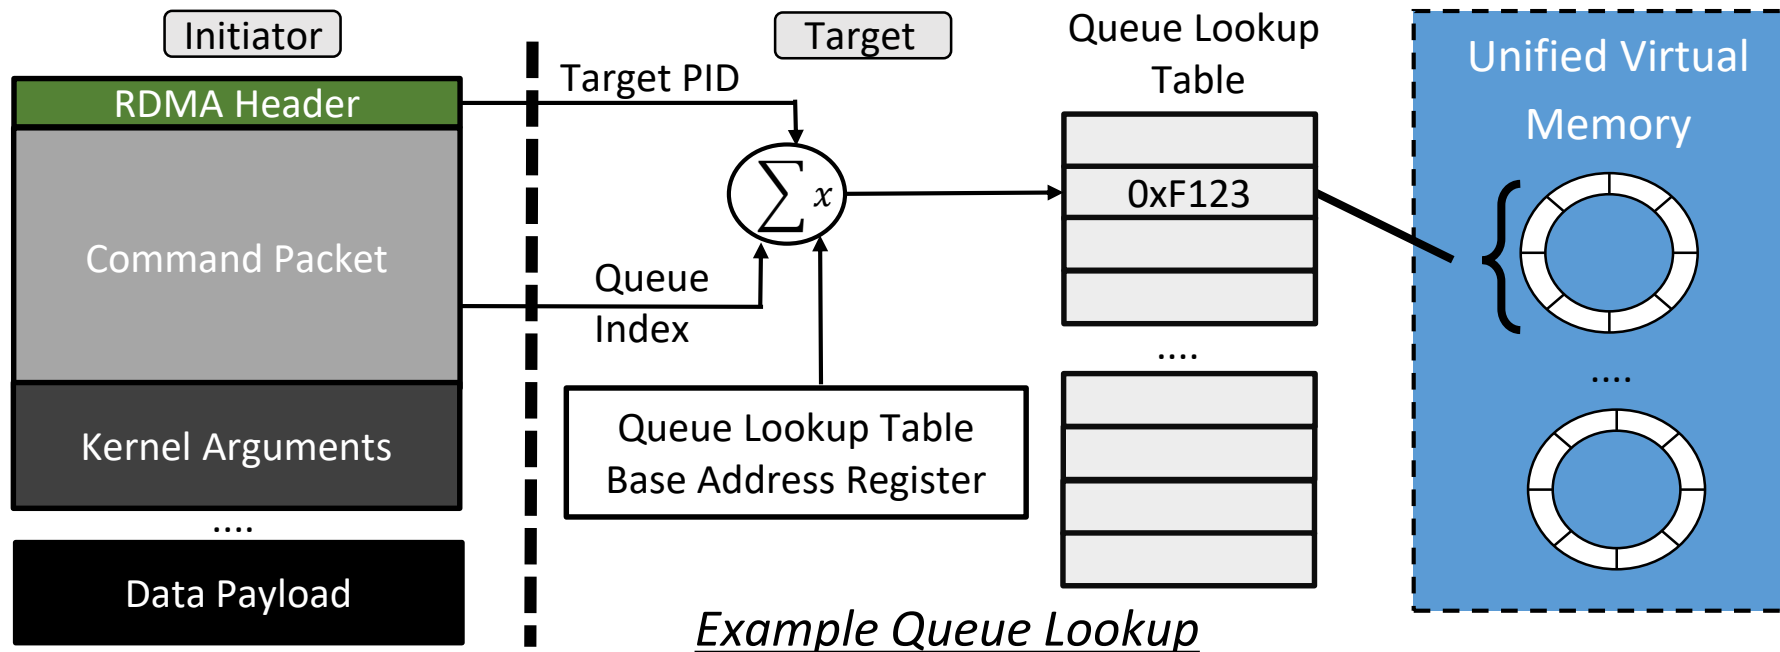 Initiator
RDMA Header
Command Packet
Kernel Arguments
....
Data Payload
Target
Target PID
∑x
Queue
Index
Queue Lookup Table
Base Address Register
Queue Lookup
Table
0xF123
....
Unified Virtual
Memory
....
Example Queue Lookup